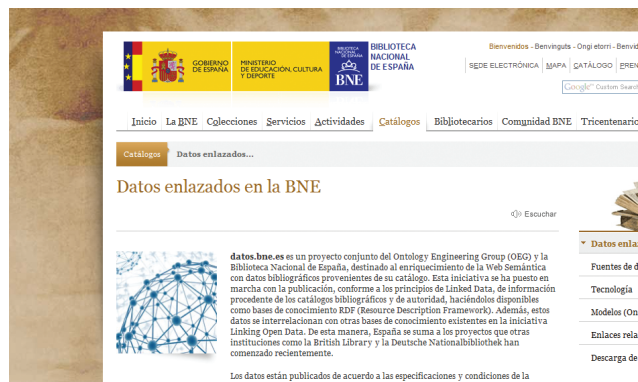 GOBIERNO
DE ESPAÑA
MINISTERIO
DE EDUCACIÓN, CULTURA
Y DEPORTE
BIBLIOTECA
NACIONAL
DE ESPAÑA
BNE
BIBLIOTECA
NACIONAL
DE ESPAÑA
Bienvenidos - Benvinguts - Ongi etorri - Benvid
SEDE ELECTRÓNICA MAPA CATÁLOGO PREN
Google™ Custom Search
Inicio La BNE Colecciones Servicios Actividades Catálogos Bibliotecarios Comunidad BNE Tricentenario
Catálogos Datos enlazados...
Datos enlazados en la BNE
Escuchar
datos.bne.es es un proyecto conjunto del Ontology Engineering Group (OEG) y la
Biblioteca Nacional de España, destinado al enriquecimiento de la Web Semántica
con datos bibliográficos provenientes de su catálogo. Esta iniciativa se ha puesto en
marcha con la publicación, conforme a los principios de Linked Data, de información
procedente de los catálogos bibliográficos y de autoridad, haciéndolos disponibles
como bases de conocimiento RDF (Resource Description Framework). Además, estos
datos se interrelacionan con otras bases de conocimiento existentes en la iniciativa
Linking Open Data. De esta manera, España se suma a los proyectos que otras
instituciones como la British Library y la Deutsche Nationalbibliothek han
comenzado recientemente.
Los datos están publicados de acuerdo a las especificaciones y condiciones de la
Datos enla
Fuentes de d
Tecnología
Modelos (On
Enlaces rela
Descarga de